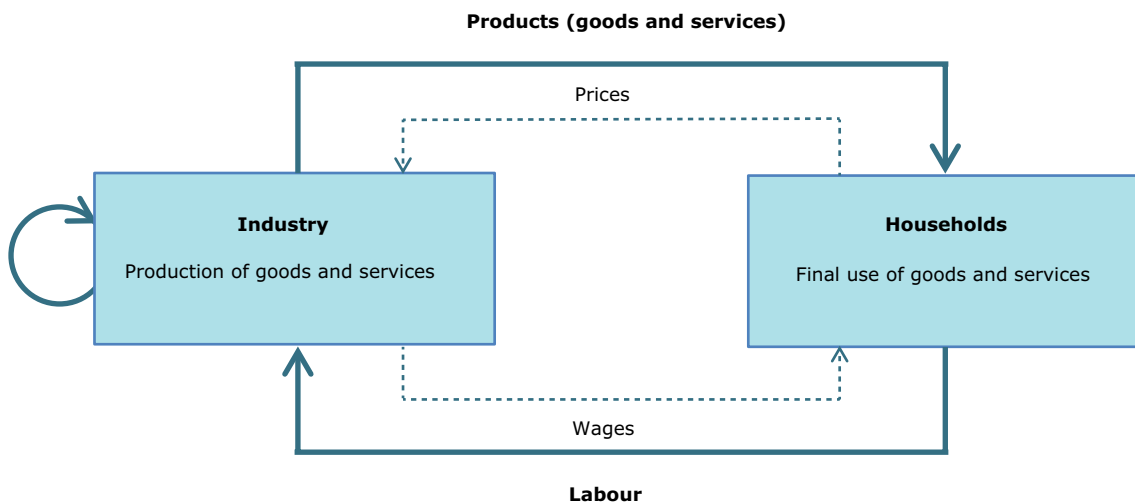 Products (goods and services)
Prices
Industry
Production of goods and services
Households
Final use of goods and services
Wages
Labour